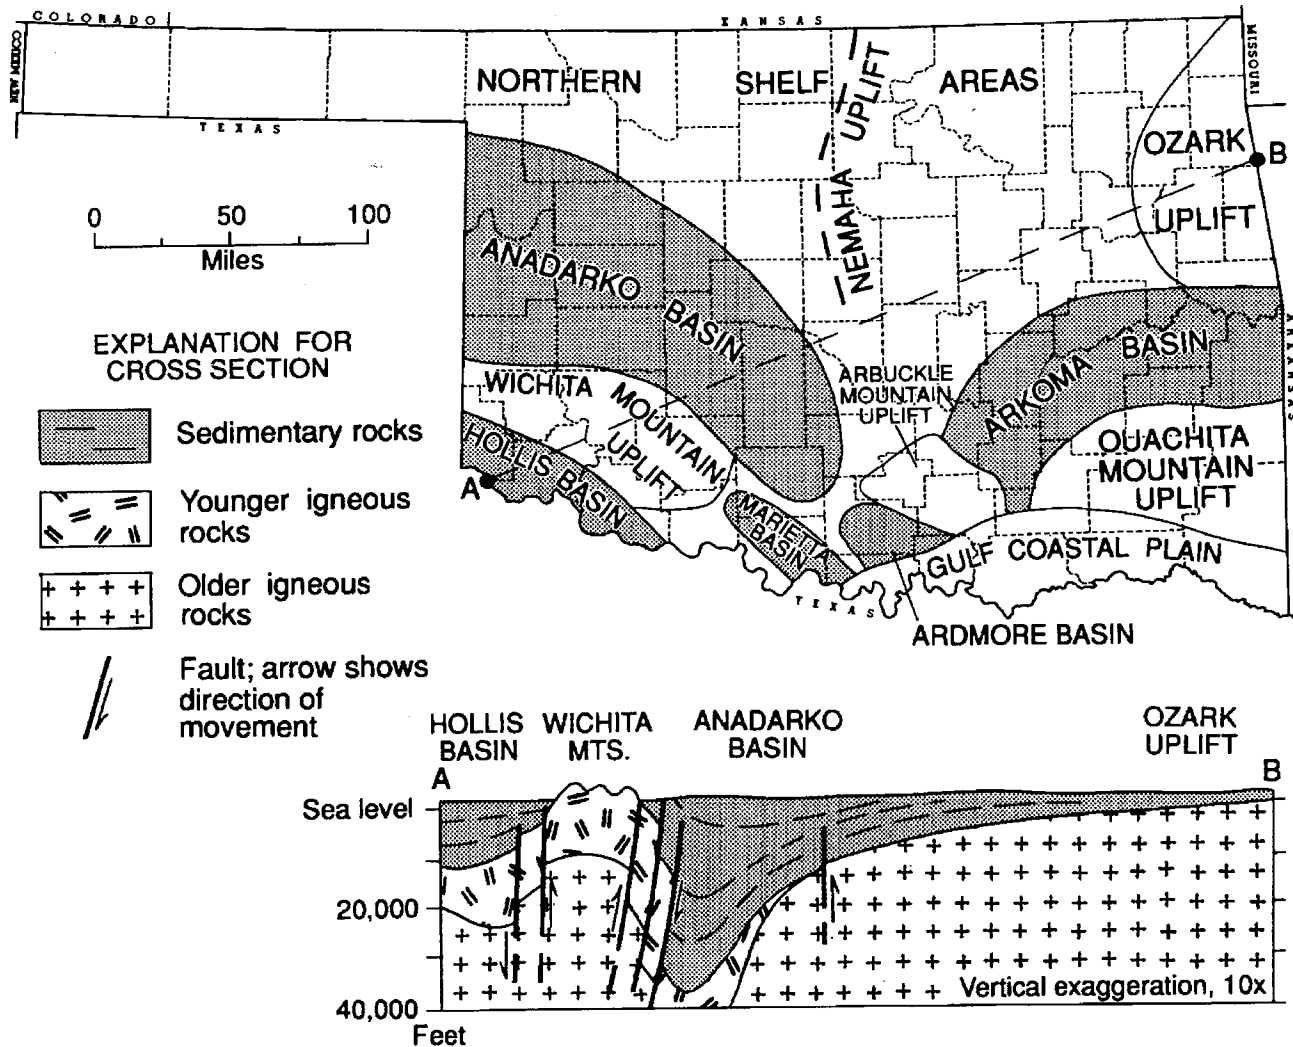 COLORADO
KANSAS
NEW MEXICO
MISSOURI
NORTHERN SHELF AREAS
TEXAS
NEMAHA UPLIFT
OZARK
UPLIFT
B
0 50 100
Miles
ANADARKO BASIN
ARKANSAS
EXPLANATION FOR
CROSS SECTION
ARKOMA BASIN
ARBUCKLE
MOUNTAIN
UPLIFT
WICHITA MOUNTAIN
UPLIFT
HOLLIS BASIN
A
OUACHITA
MOUNTAIN
UPLIFT
MARIETTA
BASIN
GULF COASTAL PLAIN
TEXAS
ARDMORE BASIN
Sedimentary rocks
Younger igneous
rocks
Older igneous
rocks
Fault; arrow shows
direction of
movement
HOLLIS
BASIN
WICHITA
MTS.
ANADARKO
BASIN
OZARK
UPLIFT
A
B
Sea level
20,000
40,000
Feet
Vertical exaggeration, 10x